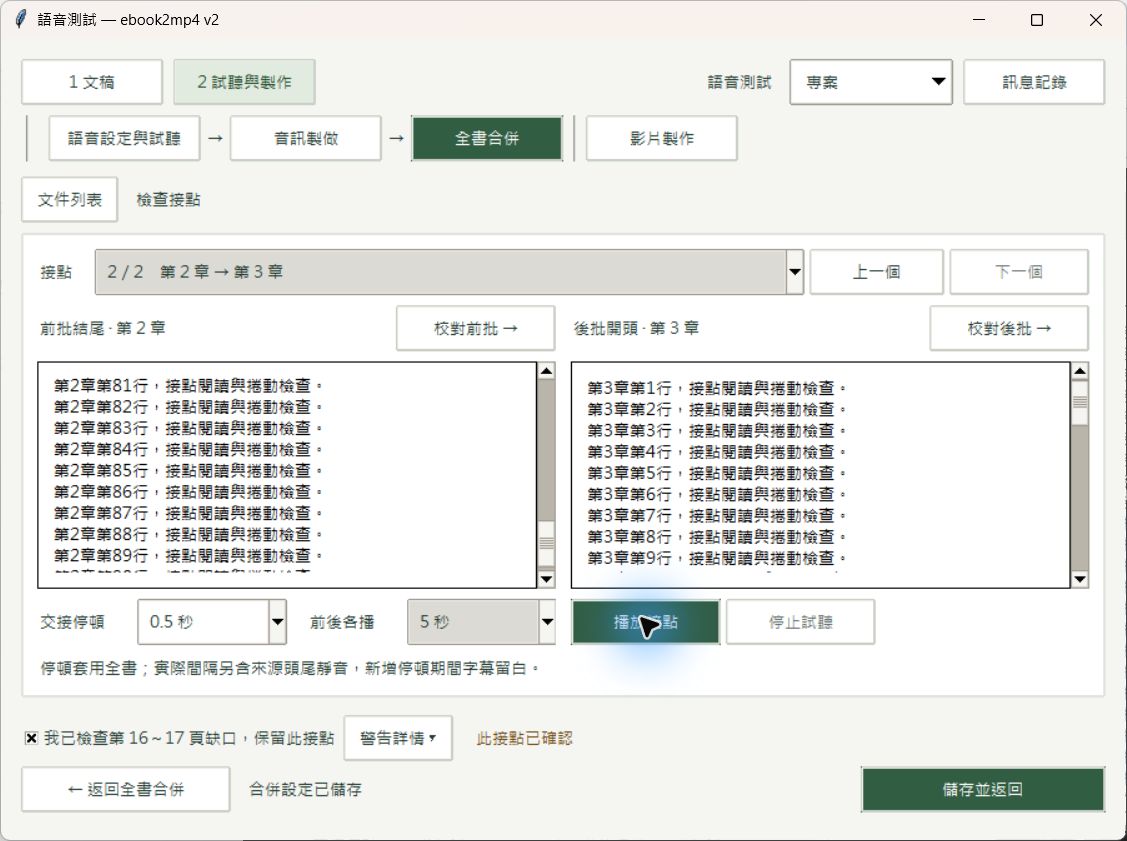 語音測試 — ebook2mp4 v2
1 文稿 2 試聽與製作 語音測試 專案 訊息記錄
語音設定與試聽 → 音訊製做 → 全書合併 影片製作
文件列表 檢查接點
接點 2 / 2 第 2 章 → 第 3 章 上一個 下一個
前批結尾 · 第 2 章 校對前批 →
第2章第81行，接點閱讀與捲動檢查。
第2章第82行，接點閱讀與捲動檢查。
第2章第83行，接點閱讀與捲動檢查。
第2章第84行，接點閱讀與捲動檢查。
第2章第85行，接點閱讀與捲動檢查。
第2章第86行，接點閱讀與捲動檢查。
第2章第87行，接點閱讀與捲動檢查。
第2章第88行，接點閱讀與捲動檢查。
第2章第89行，接點閱讀與捲動檢查。
後批開頭 · 第 3 章 校對後批 →
第3章第1行，接點閱讀與捲動檢查。
第3章第2行，接點閱讀與捲動檢查。
第3章第3行，接點閱讀與捲動檢查。
第3章第4行，接點閱讀與捲動檢查。
第3章第5行，接點閱讀與捲動檢查。
第3章第6行，接點閱讀與捲動檢查。
第3章第7行，接點閱讀與捲動檢查。
第3章第8行，接點閱讀與捲動檢查。
第3章第9行，接點閱讀與捲動檢查。
交接停頓 0.5 秒 前後各播 5 秒 播放接點 停止試聽
停頓套用全書；實際間隔另含來源頭尾靜音，新增停頓期間字幕留白。
我已檢查第 16～17 頁缺口，保留此接點 警告詳情 ▾ 此接點已確認
← 返回全書合併 合併設定已儲存 儲存並返回